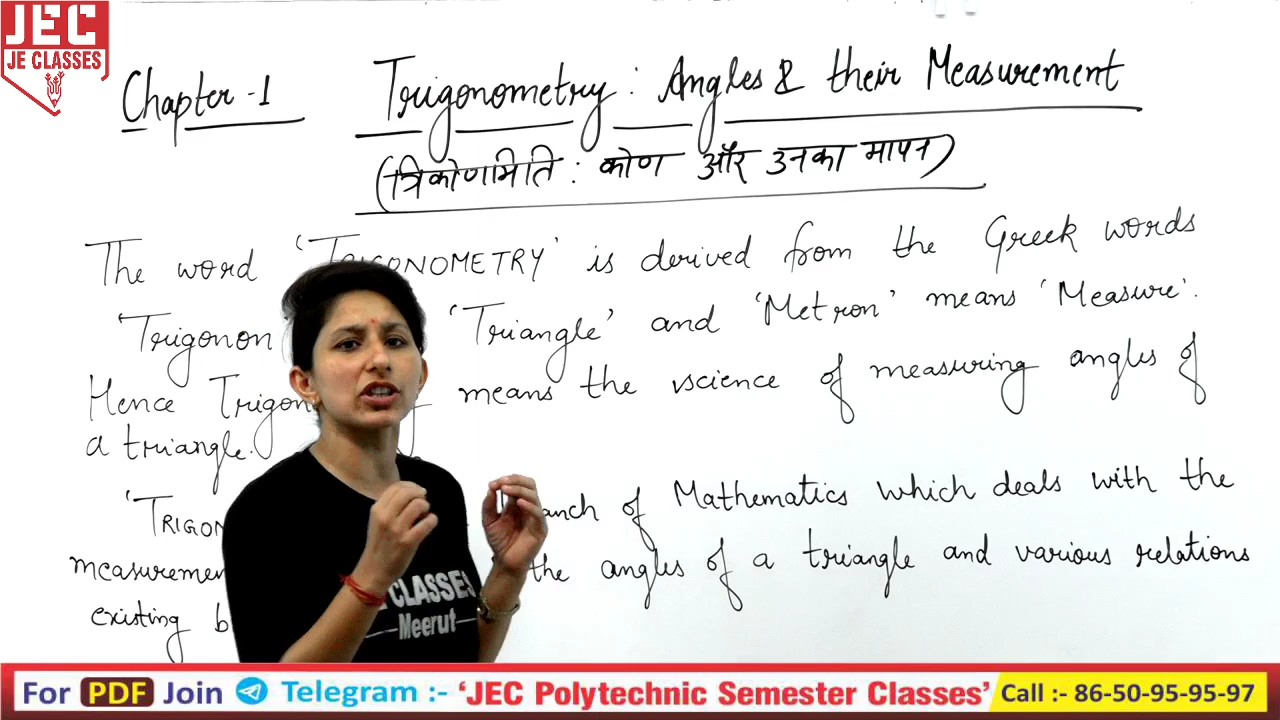 JEC
JE CLASSES
Chapter-1 Trigonometry: Angles & their Measurement
(त्रिकोणमिति: कोण और उनका मापन)
The word 'TRIGONOMETRY' is derived from the Greek words
'Trigonon 'Triangle' and 'Metron' means 'Measure'.
Hence Trigon means the science of measuring angles of
a triangle.
'TRIGON anch of Mathematics which deals with the
measuremen the angles of a triangle and various relations
existing b
CLASSES
Meerut
For PDF Join Telegram :- 'JEC Polytechnic Semester Classes' Call :- 86-50-95-95-97